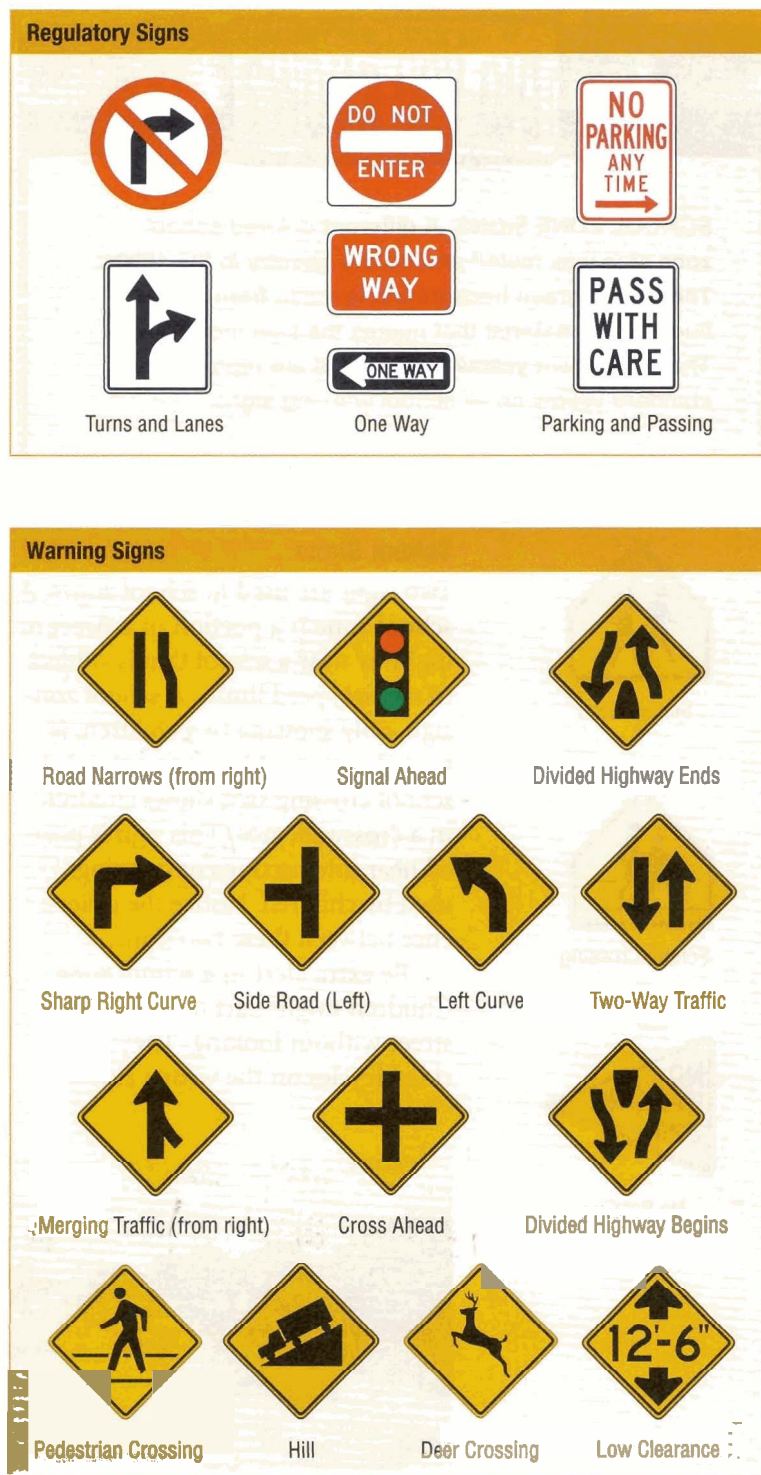 Regulatory Signs
DO NOT
ENTER
NO
PARKING
ANY
TIME
WRONG
WAY
PASS
WITH
CARE
ONE WAY
Turns and Lanes
One Way
Parking and Passing
Warning Signs
Road Narrows (from right)
Signal Ahead
Divided Highway Ends
Sharp Right Curve
Side Road (Left)
Left Curve
Two-Way Traffic
Merging Traffic (from right)
Cross Ahead
Divided Highway Begins
12'-6"
Pedestrian Crossing
Hill
Deer Crossing
Low Clearance